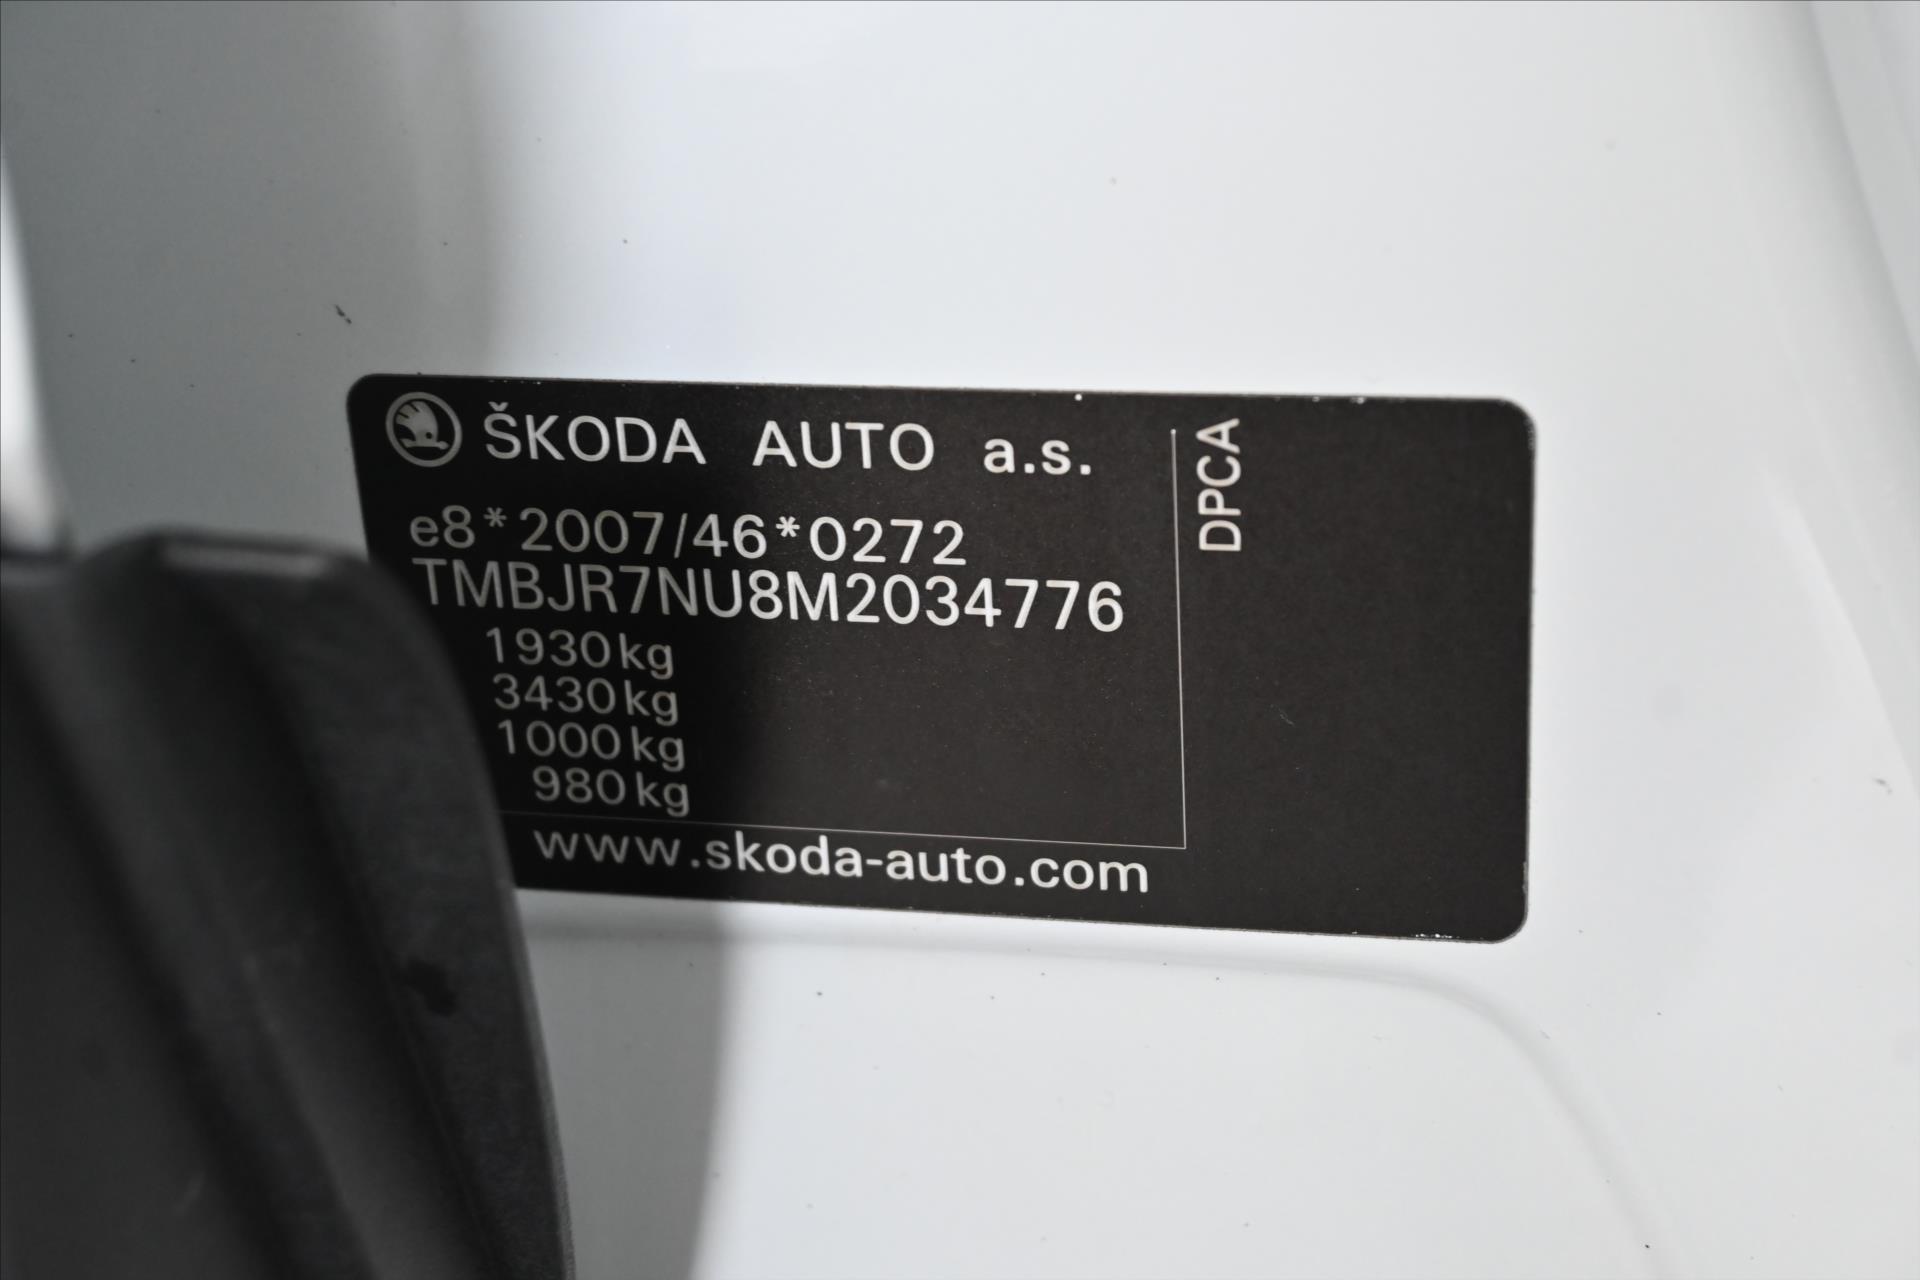 ŠKODA AUTO a.s.
e8*2007/46*0272
TMBJR7NU8M2034776
1930kg
3430kg
1000kg
980kg
www.skoda-auto.com
DPCA